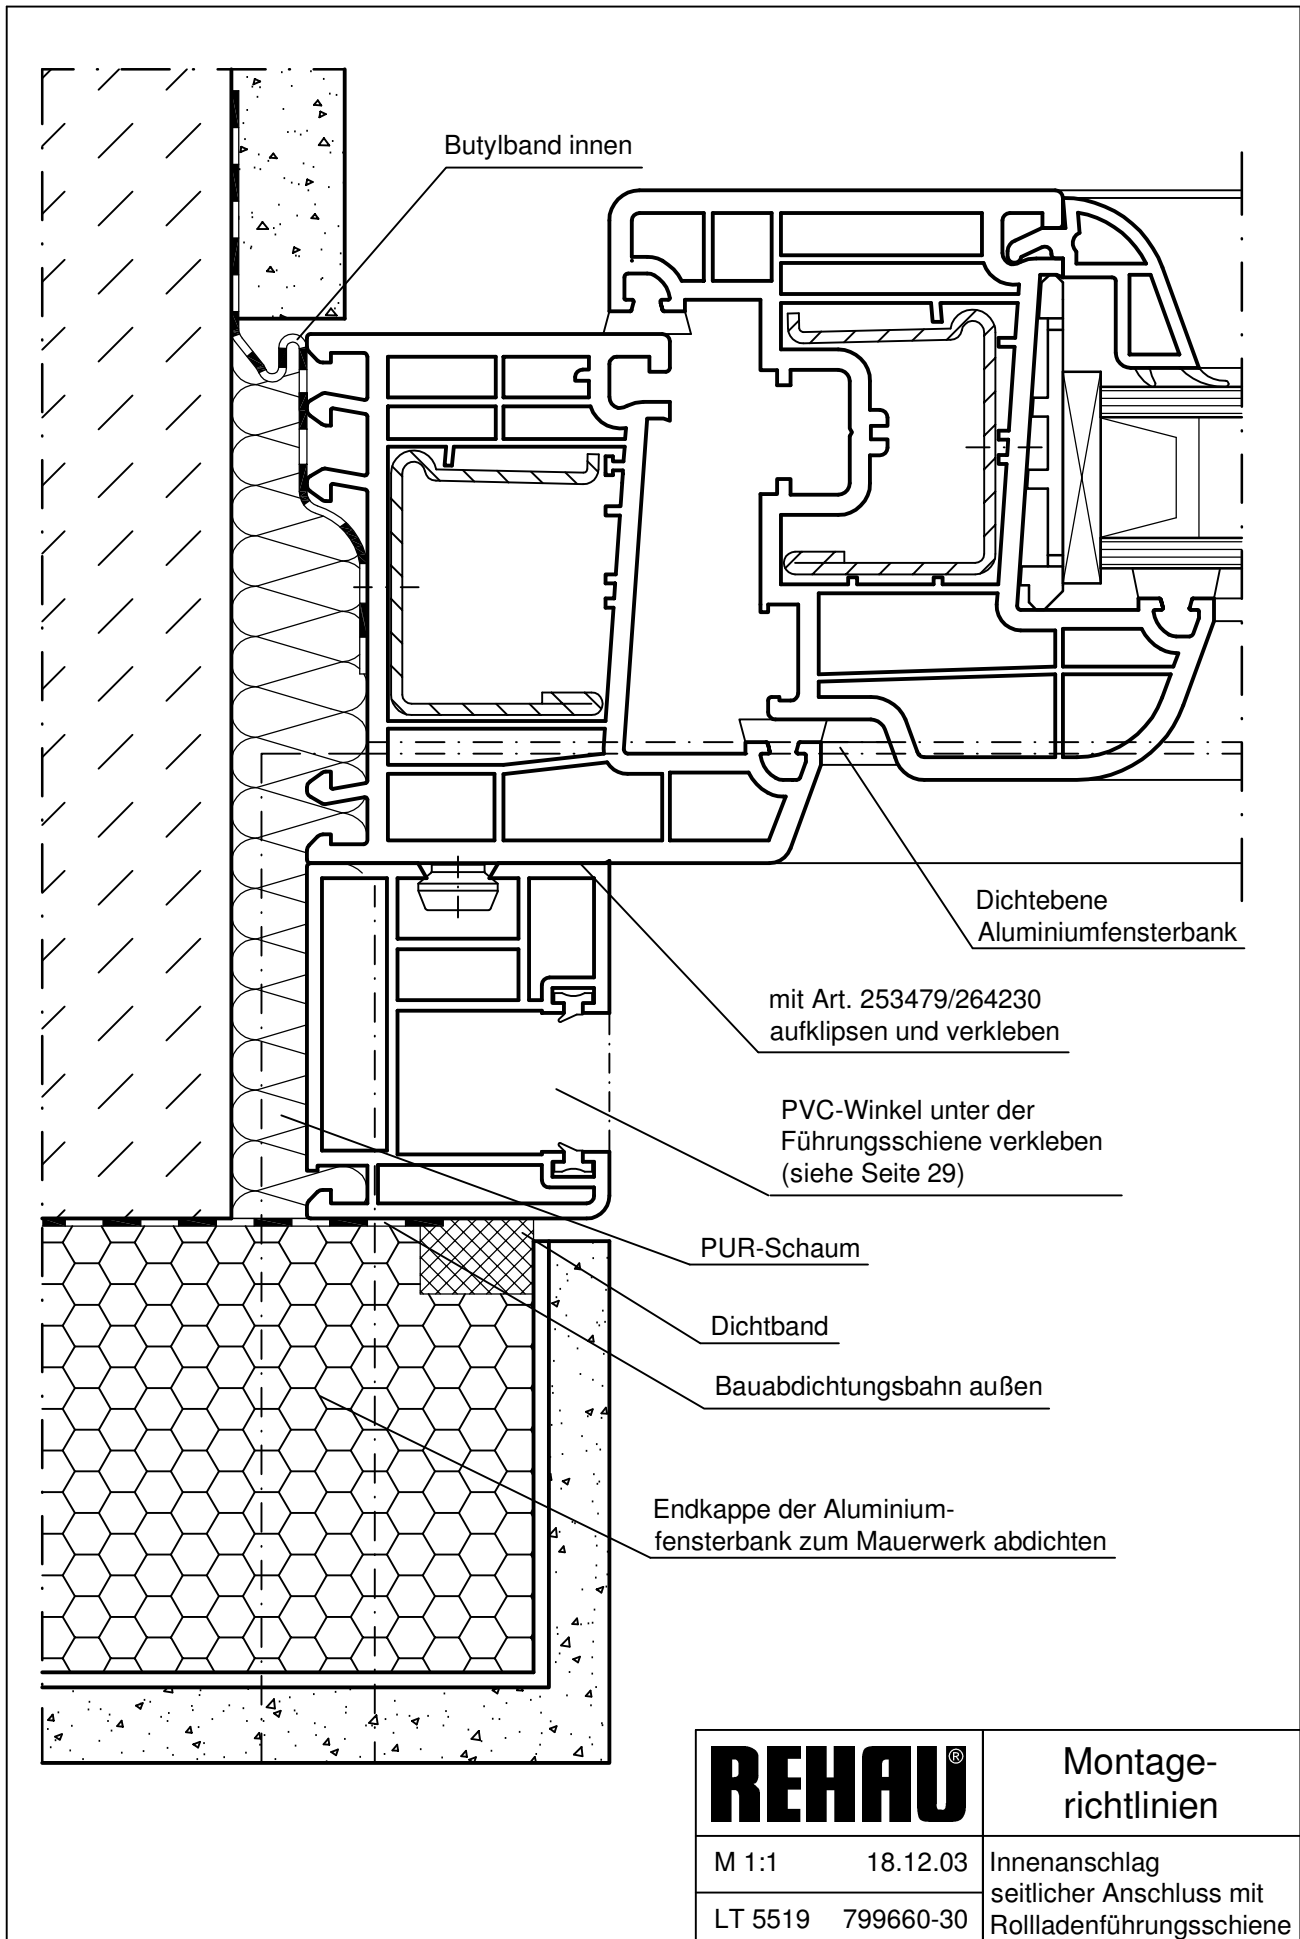 Butylband innen
Dichtebene
Aluminiumfensterbank
mit Art. 253479/264230
aufklipsen und verkleben
PVC-Winkel unter der
Führungsschiene verkleben
(siehe Seite 29)
PUR-Schaum
Dichtband
Bauabdichtungsbahn außen
Endkappe der Aluminium-
fensterbank zum Mauerwerk abdichten
REHAU®
Montage-
richtlinien
M 1:1 18.12.03
LT 5519 799660-30
Innenanschlag
seitlicher Anschluss mit
Rollladenführungsschiene